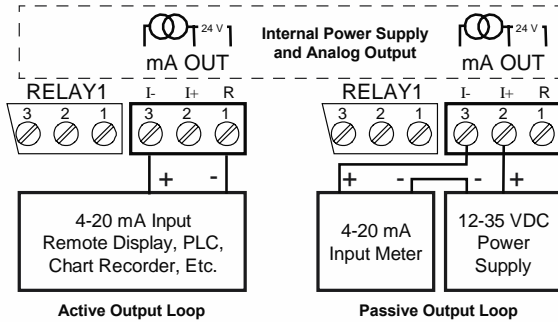 24 V
mA OUT
Internal Power Supply
and Analog Output
24 V
mA OUT
RELAY1
I- I+ R
3 2 1
3 2 1
RELAY1
I- I+ R
3 2 1
3 2 1
+ -
4-20 mA Input
Remote Display, PLC,
Chart Recorder, Etc.
+ - - +
4-20 mA
Input Meter
12-35 VDC
Power
Supply
Active Output Loop
Passive Output Loop